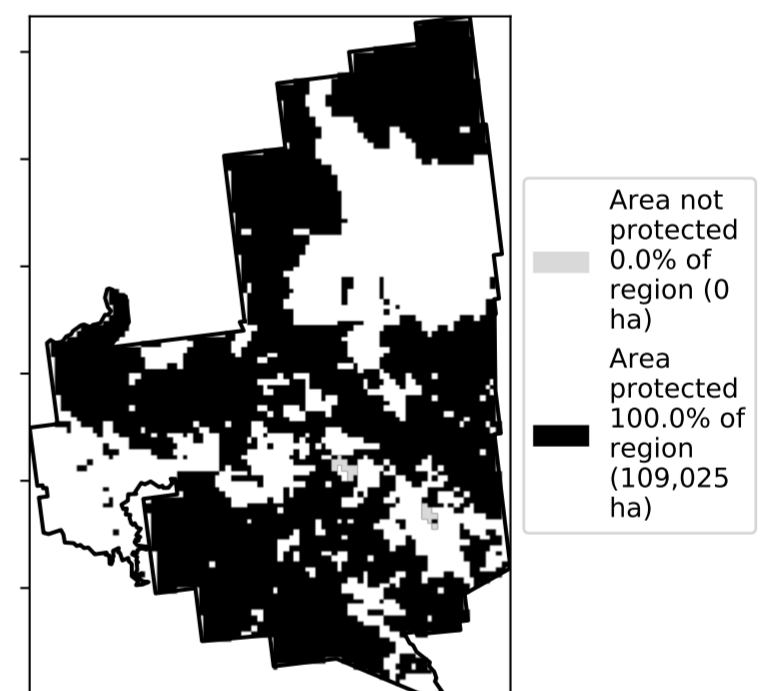 Area not
protected
0.0% of
region (0
ha)
Area
protected
100.0% of
region
(109,025
ha)